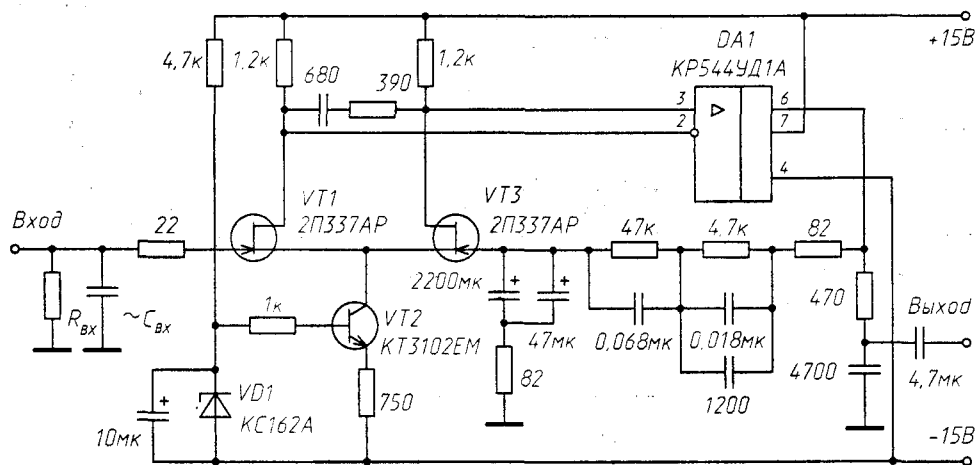 4,7к
1,2к
680
390
1,2к
DA1
КР544УД1А
+15В
3
2
6
7
4
Вход
22
VT1
2П337АР
VT3
2П337АР
47к
4,7к
82
2200мк
+
+
470
Выход
Rвх
~Cвх
1к
VT2
КТ3102ЕМ
47мк
0,068мк
0,018мк
82
4700
4,7мк
1200
+
10мк
VD1
КС162А
750
-15В